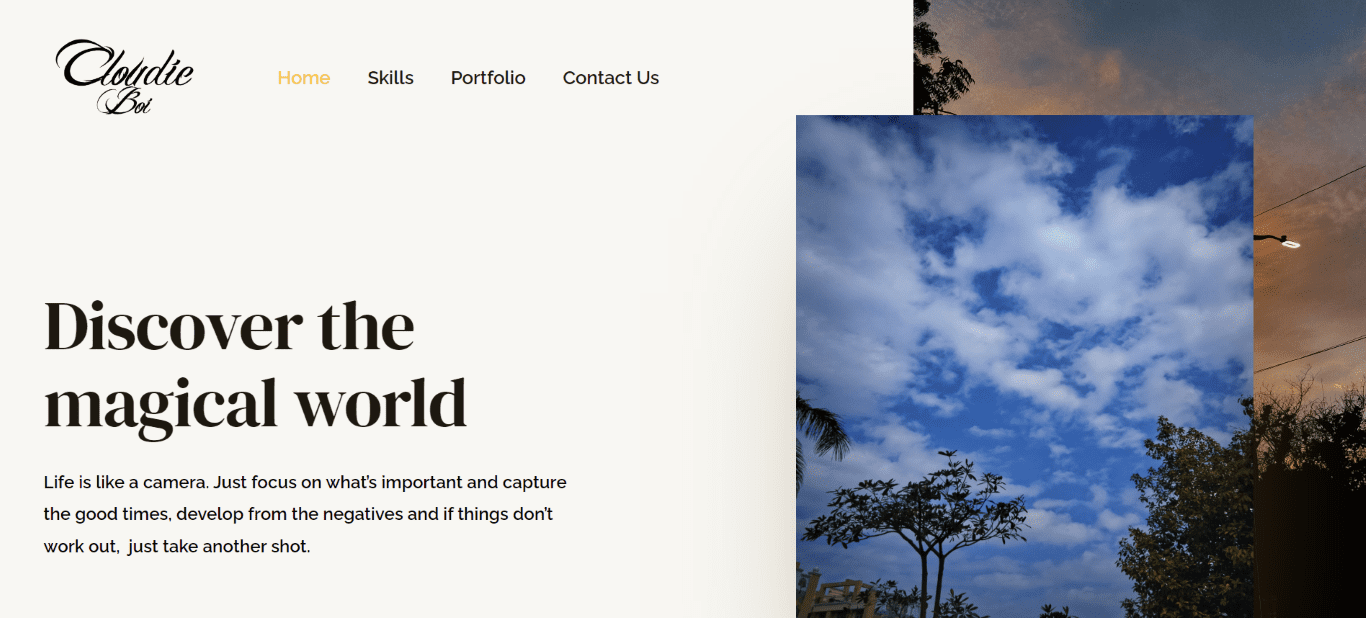 Cloudie
Boi
Home Skills Portfolio Contact Us
Discover the
magical world
Life is like a camera. Just focus on what’s important and capture
the good times, develop from the negatives and if things don’t
work out,  just take another shot.